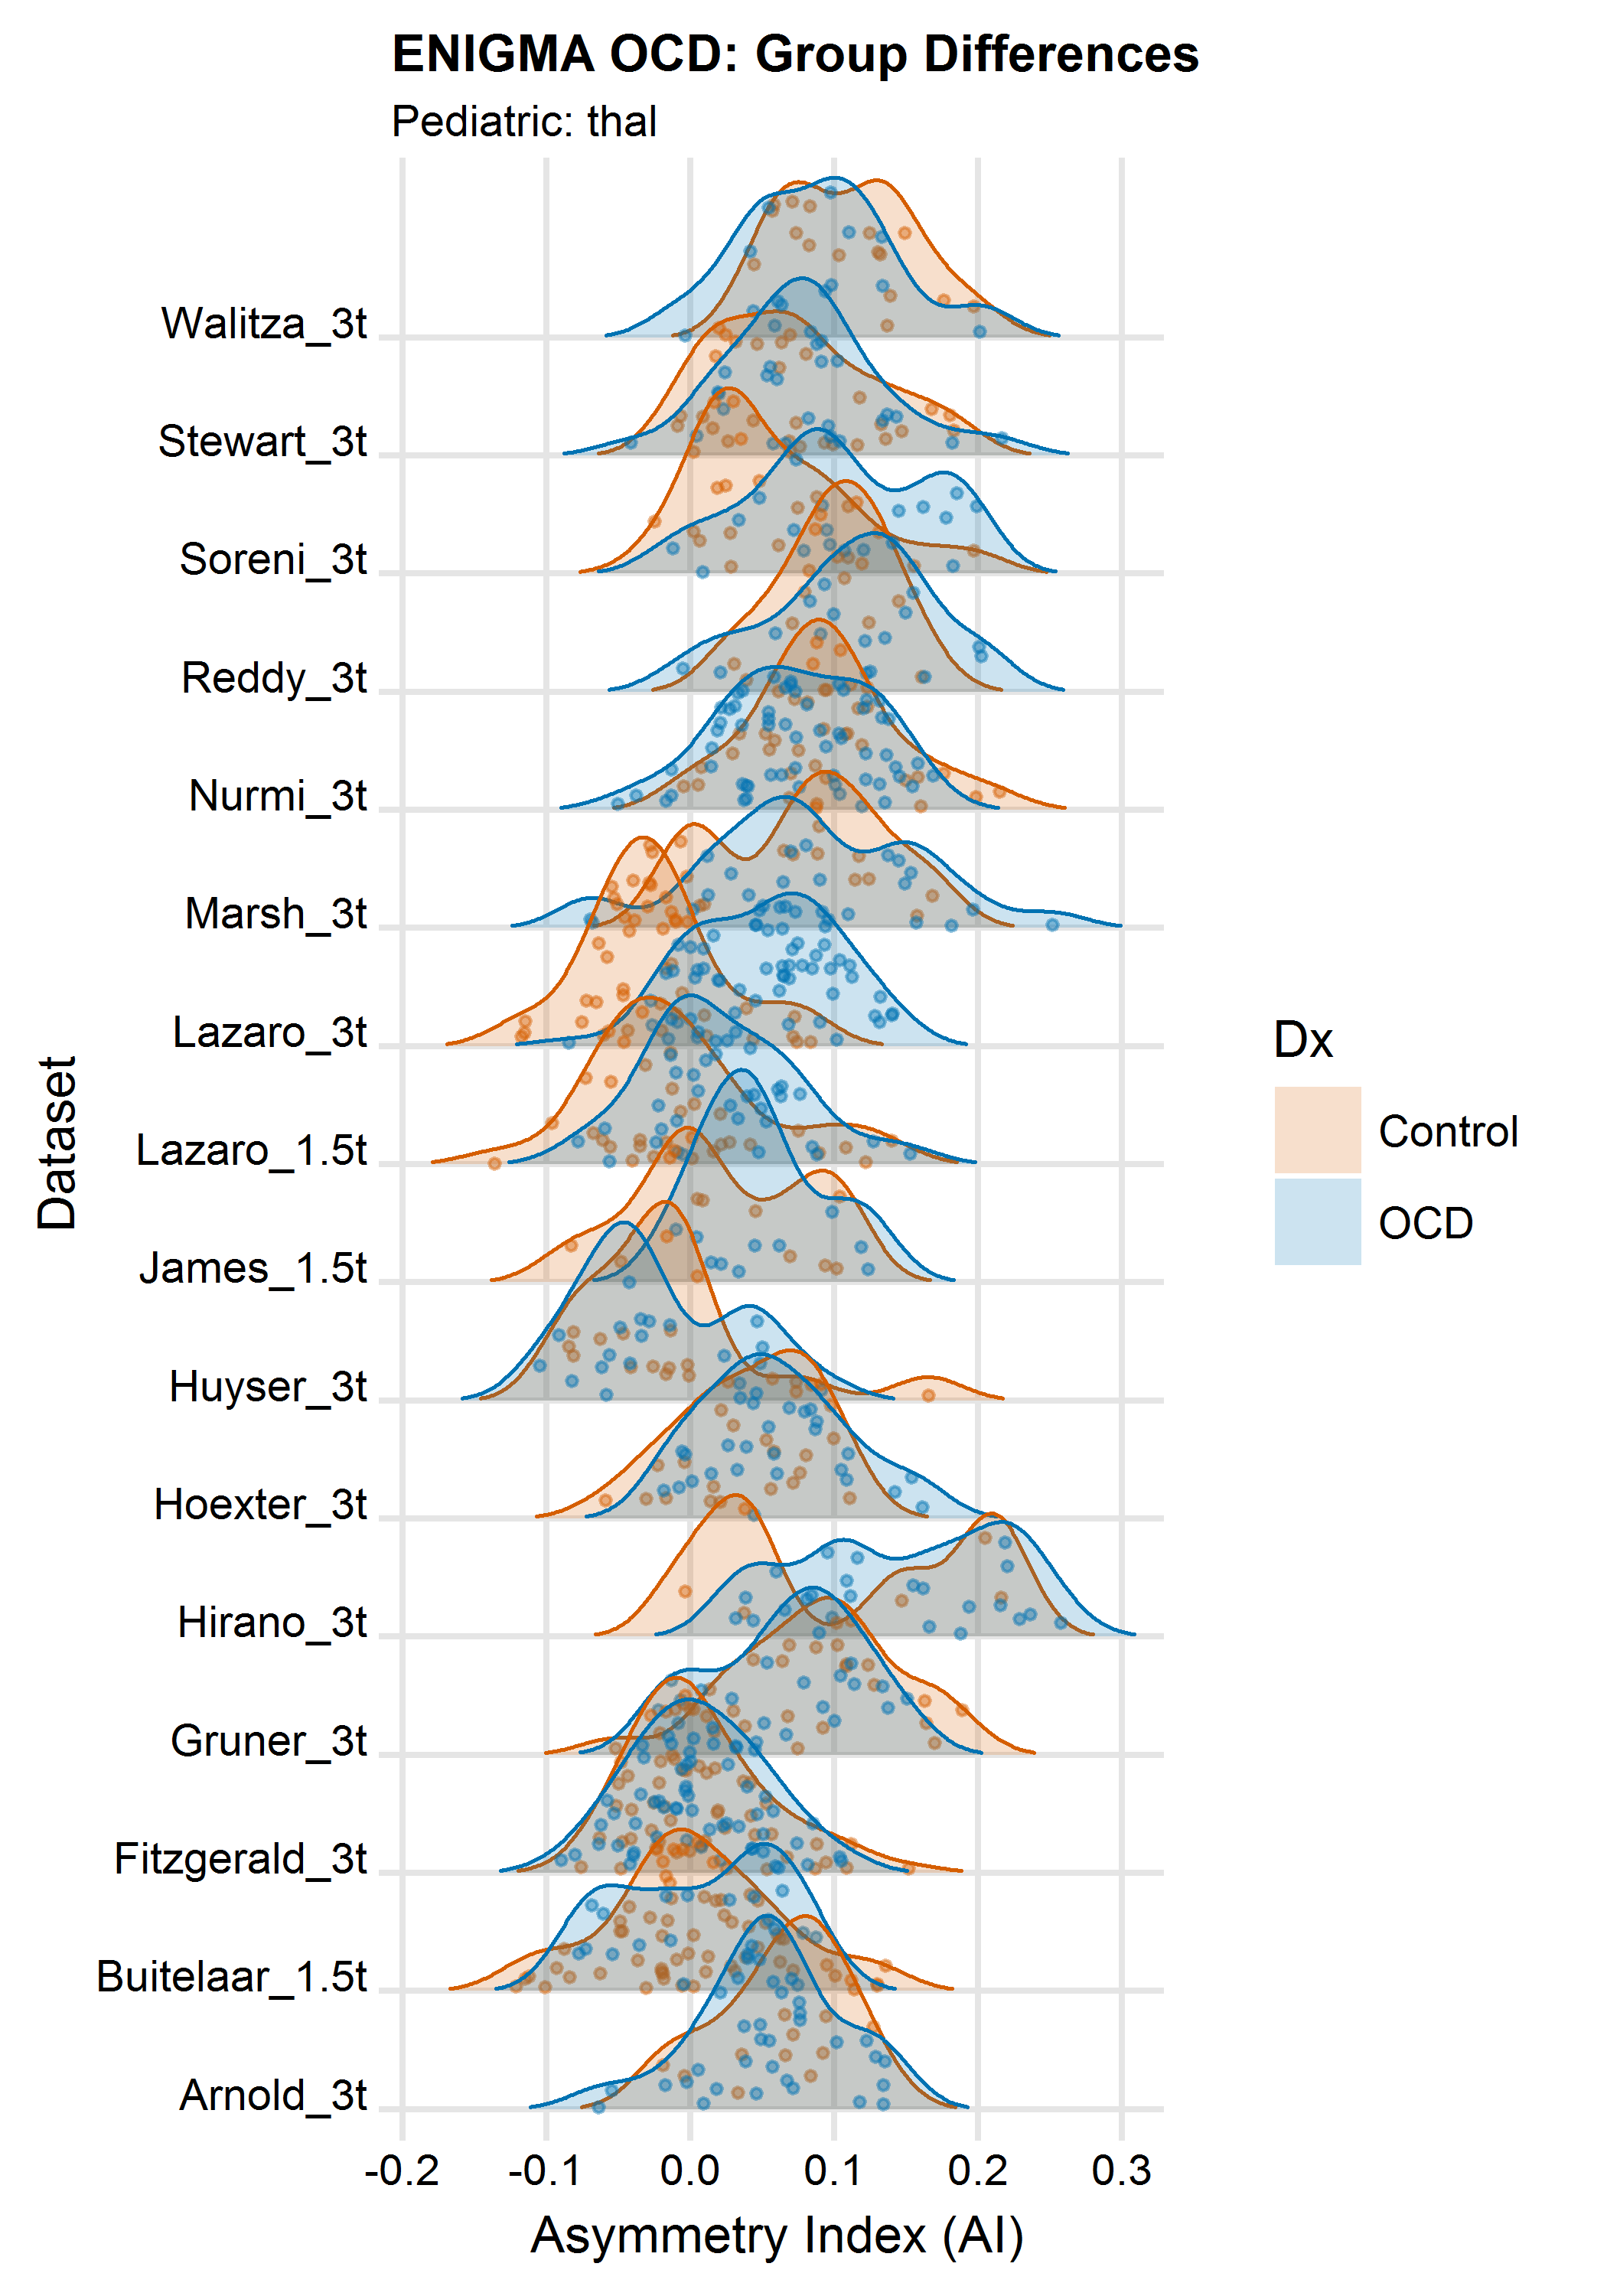 ENIGMA OCD: Group Differences
Pediatric: thal
Walitza_3t
Stewart_3t
Soreni_3t
Reddy_3t
Nurmi_3t
Marsh_3t
Lazaro_3t
Lazaro_1.5t
James_1.5t
Huyser_3t
Hoexter_3t
Hirano_3t
Gruner_3t
Fitzgerald_3t
Buitelaar_1.5t
Arnold_3t
Dataset
-0.2 -0.1 0.0 0.1 0.2 0.3
Asymmetry Index (AI)
Dx
Control
OCD